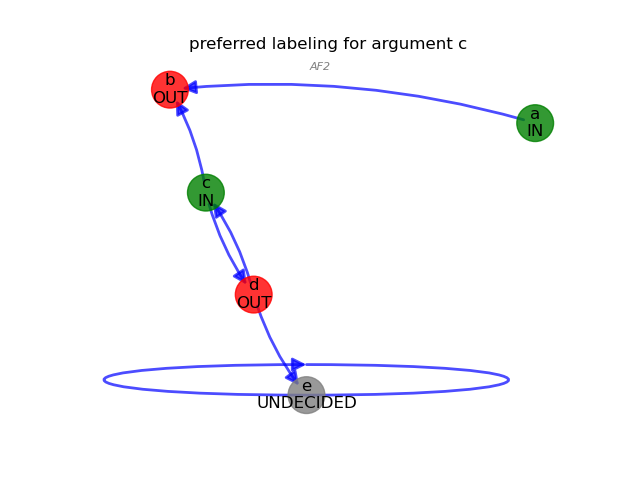 preferred labeling for argument c
AF2
b
OUT
a
IN
c
IN
d
OUT
e
UNDECIDED